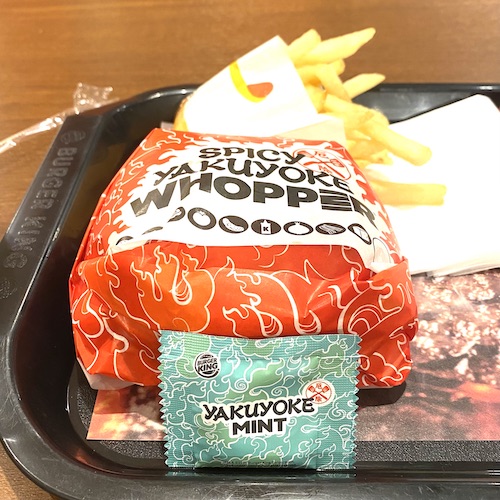 SPICY
YAKUYOKE
WHOPPER
BURGER KING
BURGER
KING
YAKUYOKE
MINT